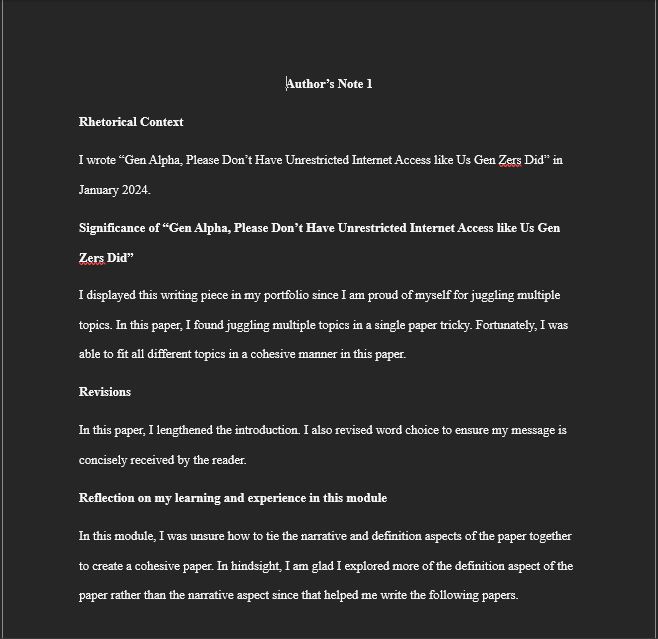 Author’s Note 1
Rhetorical Context
I wrote “Gen Alpha, Please Don’t Have Unrestricted Internet Access like Us Gen Zers Did” in
January 2024.
Significance of “Gen Alpha, Please Don’t Have Unrestricted Internet Access like Us Gen
Zers Did”
I displayed this writing piece in my portfolio since I am proud of myself for juggling multiple
topics. In this paper, I found juggling multiple topics in a single paper tricky. Fortunately, I was
able to fit all different topics in a cohesive manner in this paper.
Revisions
In this paper, I lengthened the introduction. I also revised word choice to ensure my message is
concisely received by the reader.
Reflection on my learning and experience in this module
In this module, I was unsure how to tie the narrative and definition aspects of the paper together
to create a cohesive paper. In hindsight, I am glad I explored more of the definition aspect of the
paper rather than the narrative aspect since that helped me write the following papers.